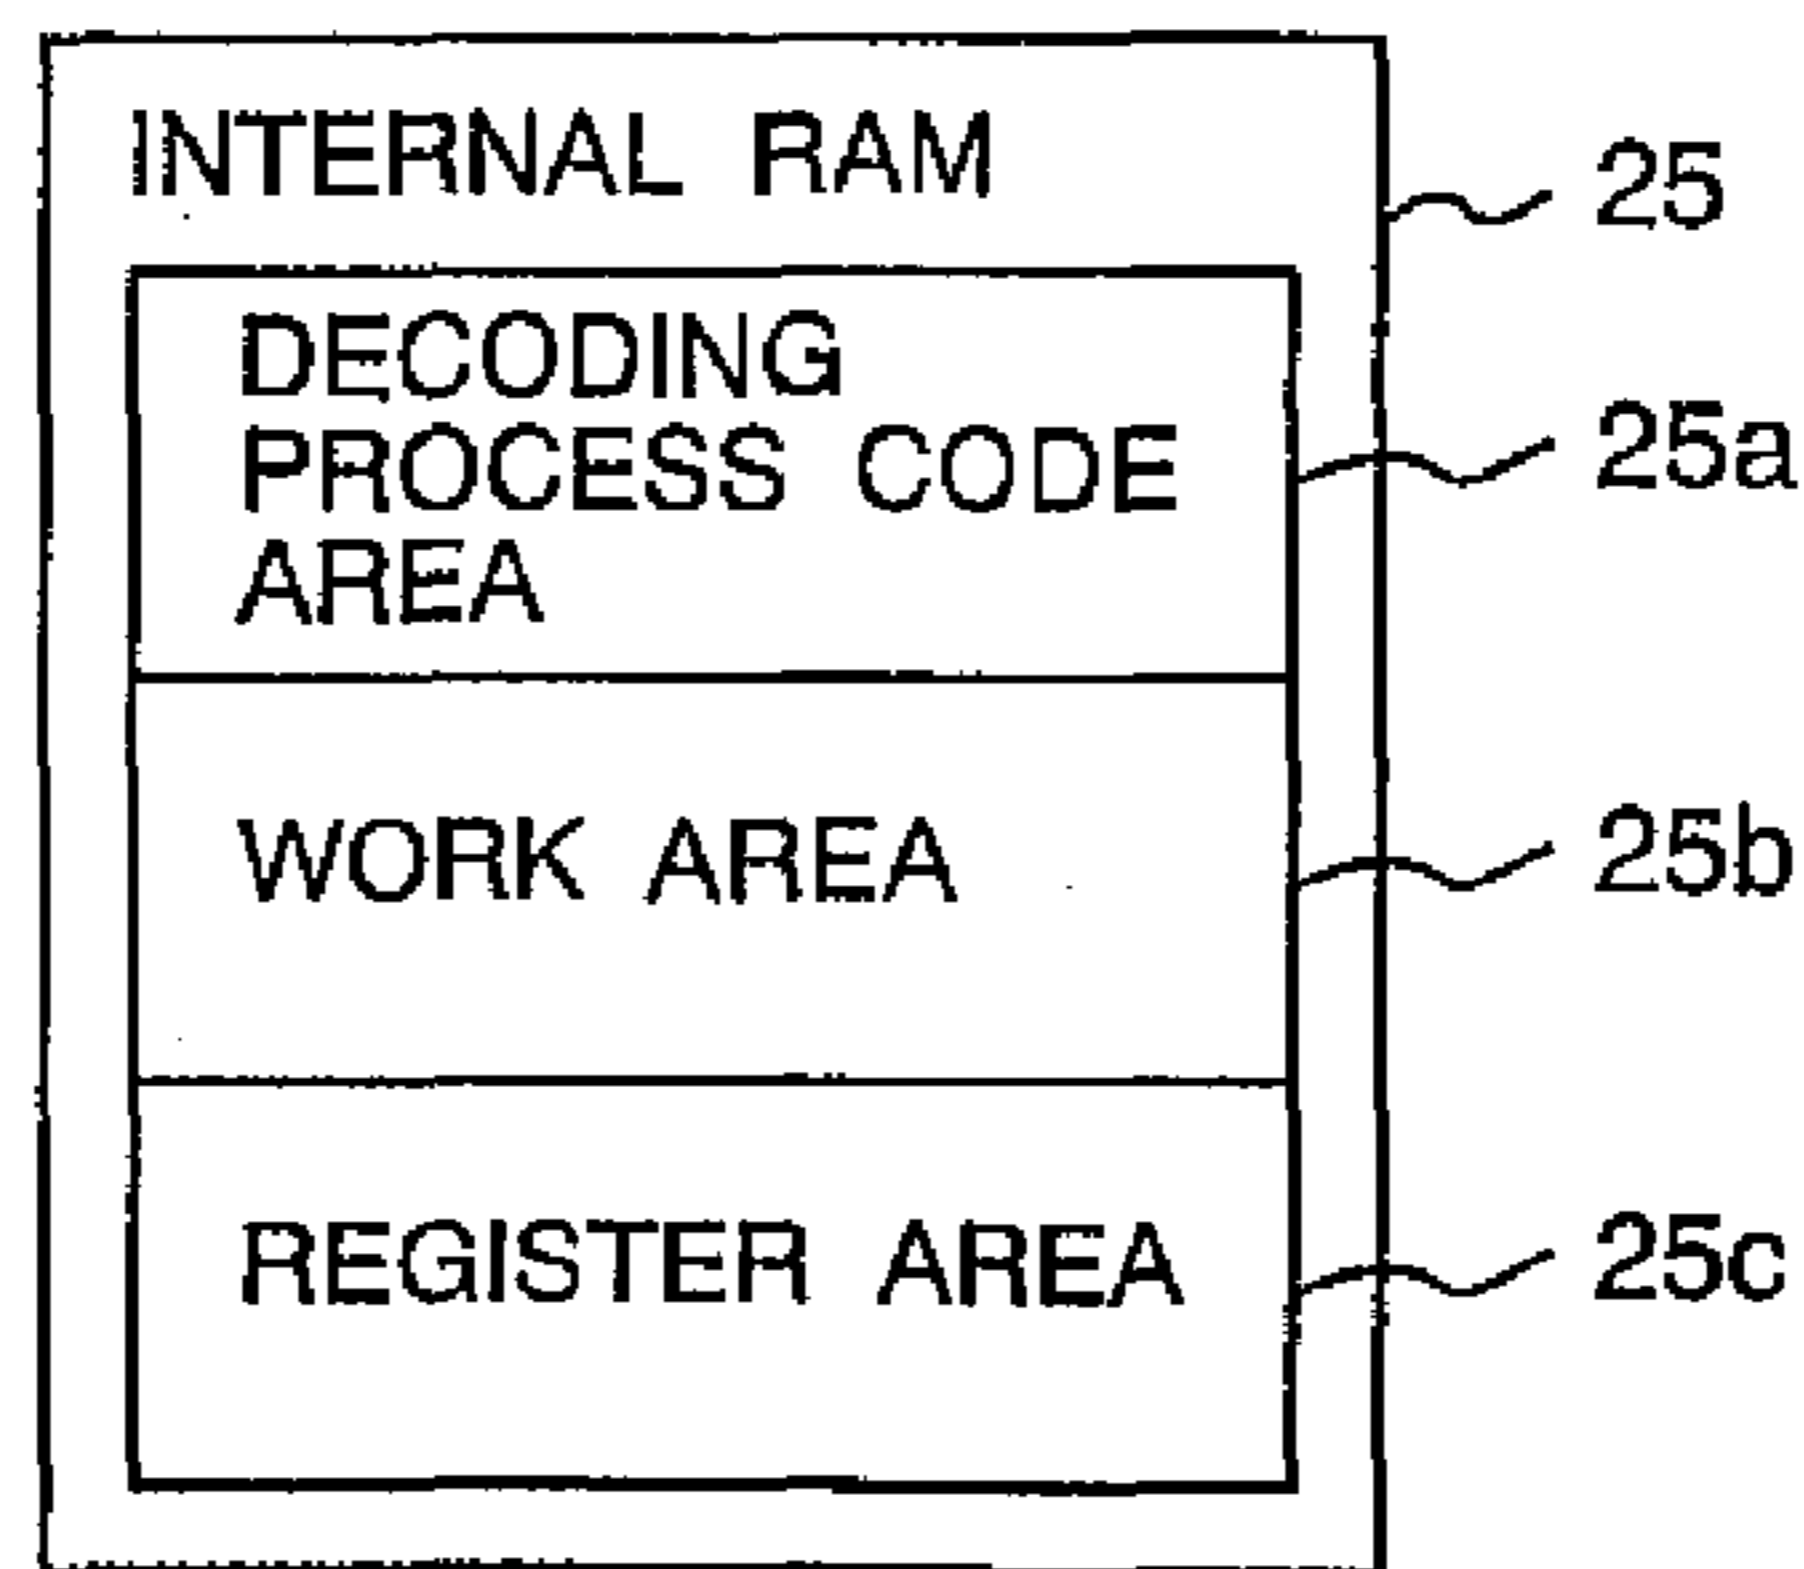 INTERNAL RAM
25
DECODING
PROCESS CODE
AREA
25a
WORK AREA
25b
REGISTER AREA
25c